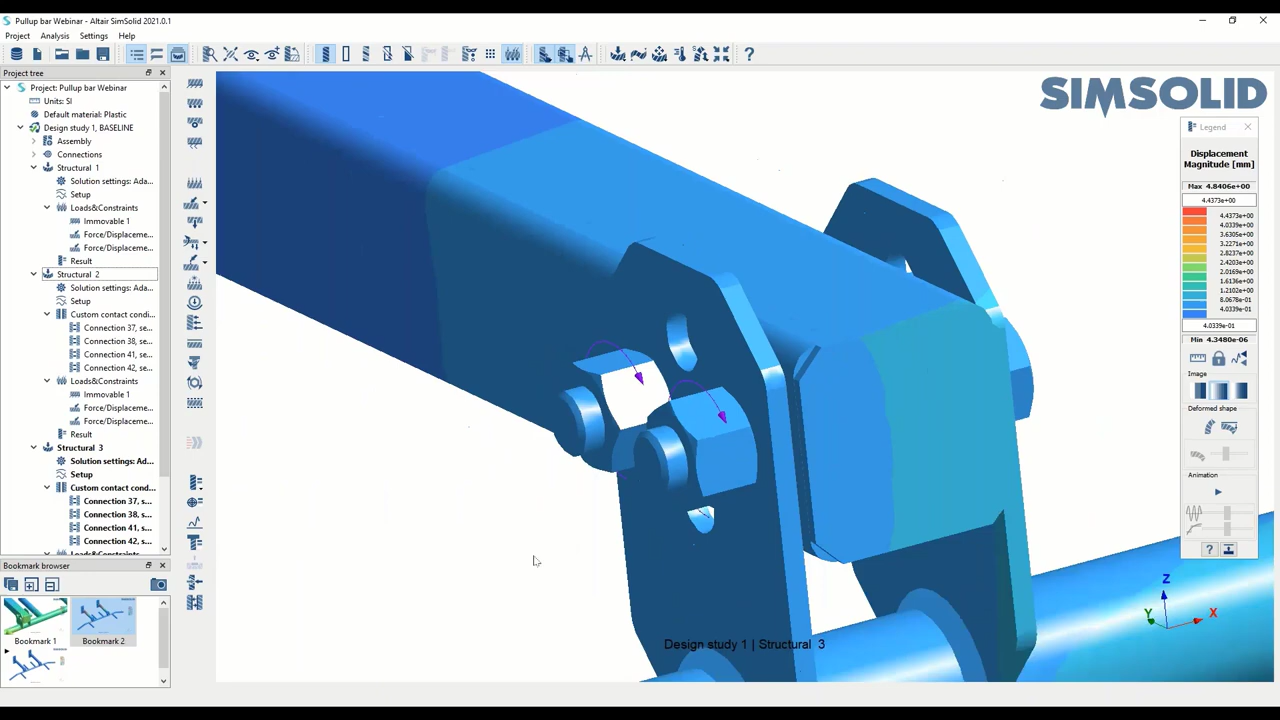 Pullup bar Webinar - Altair SimSolid 2021.0.1
Project Analysis Settings Help
Project tree
Project: Pullup bar Webinar
Units: SI
Default material: Plastic
Design study 1, BASELINE
Assembly
Connections
Structural 1
Solution settings: Ada...
Setup
Loads&Constraints
Immovable 1
Force/Displaceme...
Force/Displaceme...
Result
Structural 2
Solution settings: Ada...
Setup
Custom contact condi...
Connection 37, se...
Connection 38, se...
Connection 41, se...
Connection 42, se...
Loads&Constraints
Immovable 1
Force/Displaceme...
Force/Displaceme...
Result
Structural 3
Solution settings: Ada...
Setup
Custom contact cond...
Connection 37, s...
Connection 38, s...
Connection 41, s...
Connection 42, s...
Loads&Constraints
Bookmark browser
Bookmark 1
Bookmark 2
SIMSOLID
Legend
Displacement
Magnitude [mm]
Max 4.8406e+00
4.4373e+00
4.4373e+00
4.0339e+00
3.6305e+00
3.2271e+00
2.8237e+00
2.4203e+00
2.0169e+00
1.6136e+00
1.2102e+00
8.0678e-01
4.0339e-01
4.0339e-01
Min 4.3480e-06
Image
Deformed shape
Animation
Z
Y
X
Design study 1 | Structural 3